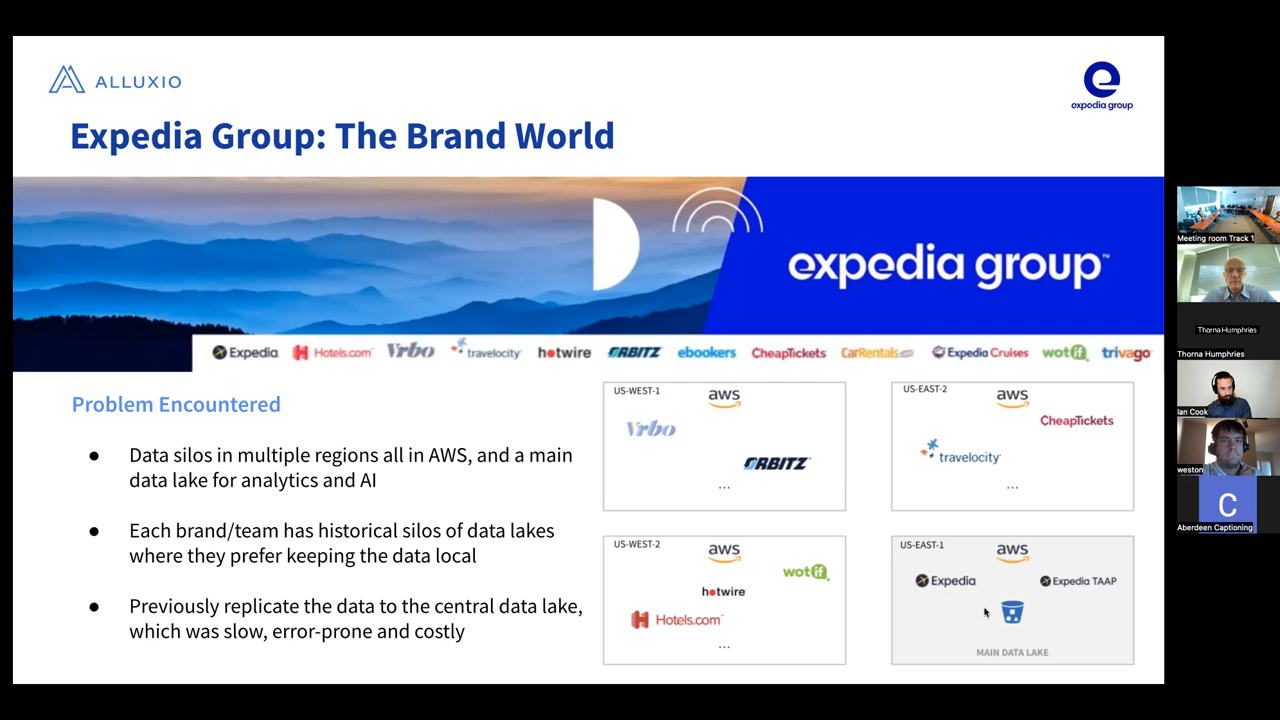 ALLUXIO
expedia group
Expedia Group: The Brand World
expedia group™
Expedia Hotels.com Vrbo travelocity hotwire ORBITZ ebookers CheapTickets CarRentals Expedia Cruises wotif trivago
Problem Encountered
● Data silos in multiple regions all in AWS, and a main
data lake for analytics and AI
● Each brand/team has historical silos of data lakes
where they prefer keeping the data local
● Previously replicate the data to the central data lake,
which was slow, error-prone and costly
US-WEST-1
aws
Vrbo
ORBITZ
...
US-EAST-2
aws
CheapTickets
travelocity
...
US-WEST-2
aws
wotif
hotwire
Hotels.com
...
US-EAST-1
aws
Expedia Expedia TAAP
MAIN DATA LAKE
Meeting room Track 1
Thorna Humphries
Thorna Humphries
Ian Cook
weston
C
Aberdeen Captioning